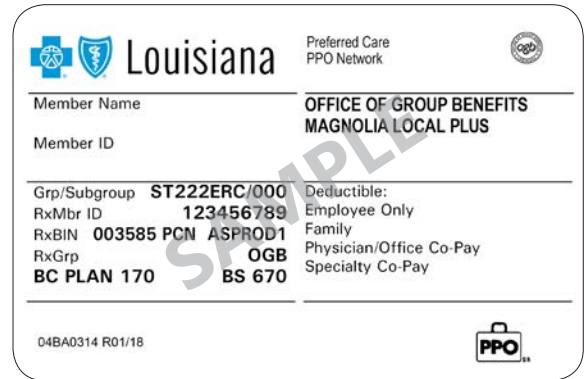 Louisiana
Preferred Care
PPO Network
ogb
Member Name
Member ID
OFFICE OF GROUP BENEFITS
MAGNOLIA LOCAL PLUS
Grp/Subgroup ST222ERC/000
RxMbr ID 123456789
RxBIN 003585 PCN ASPROD1
RxGrp OGB
BC PLAN 170 BS 670
Deductible:
Employee Only
Family
Physician/Office Co-Pay
Specialty Co-Pay
SAMPLE
04BA0314 R01/18
PPO